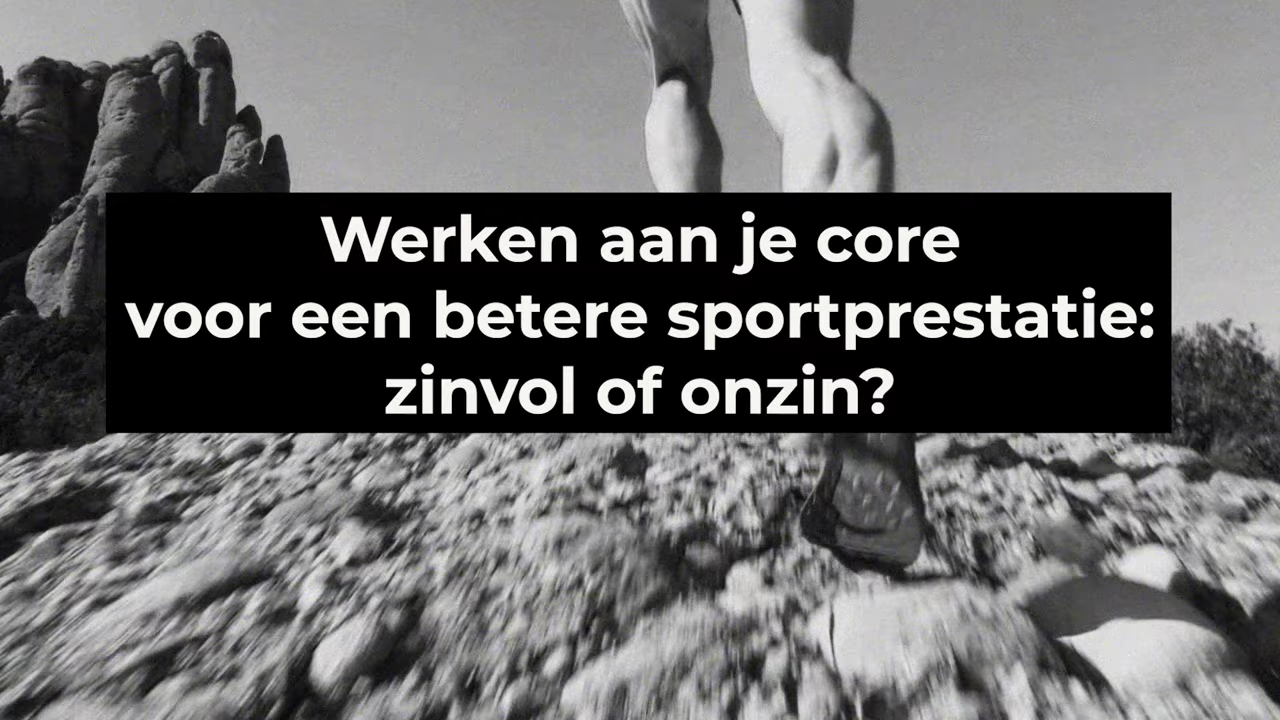 Werken aan je core
voor een betere sportprestatie:
zinvol of onzin?